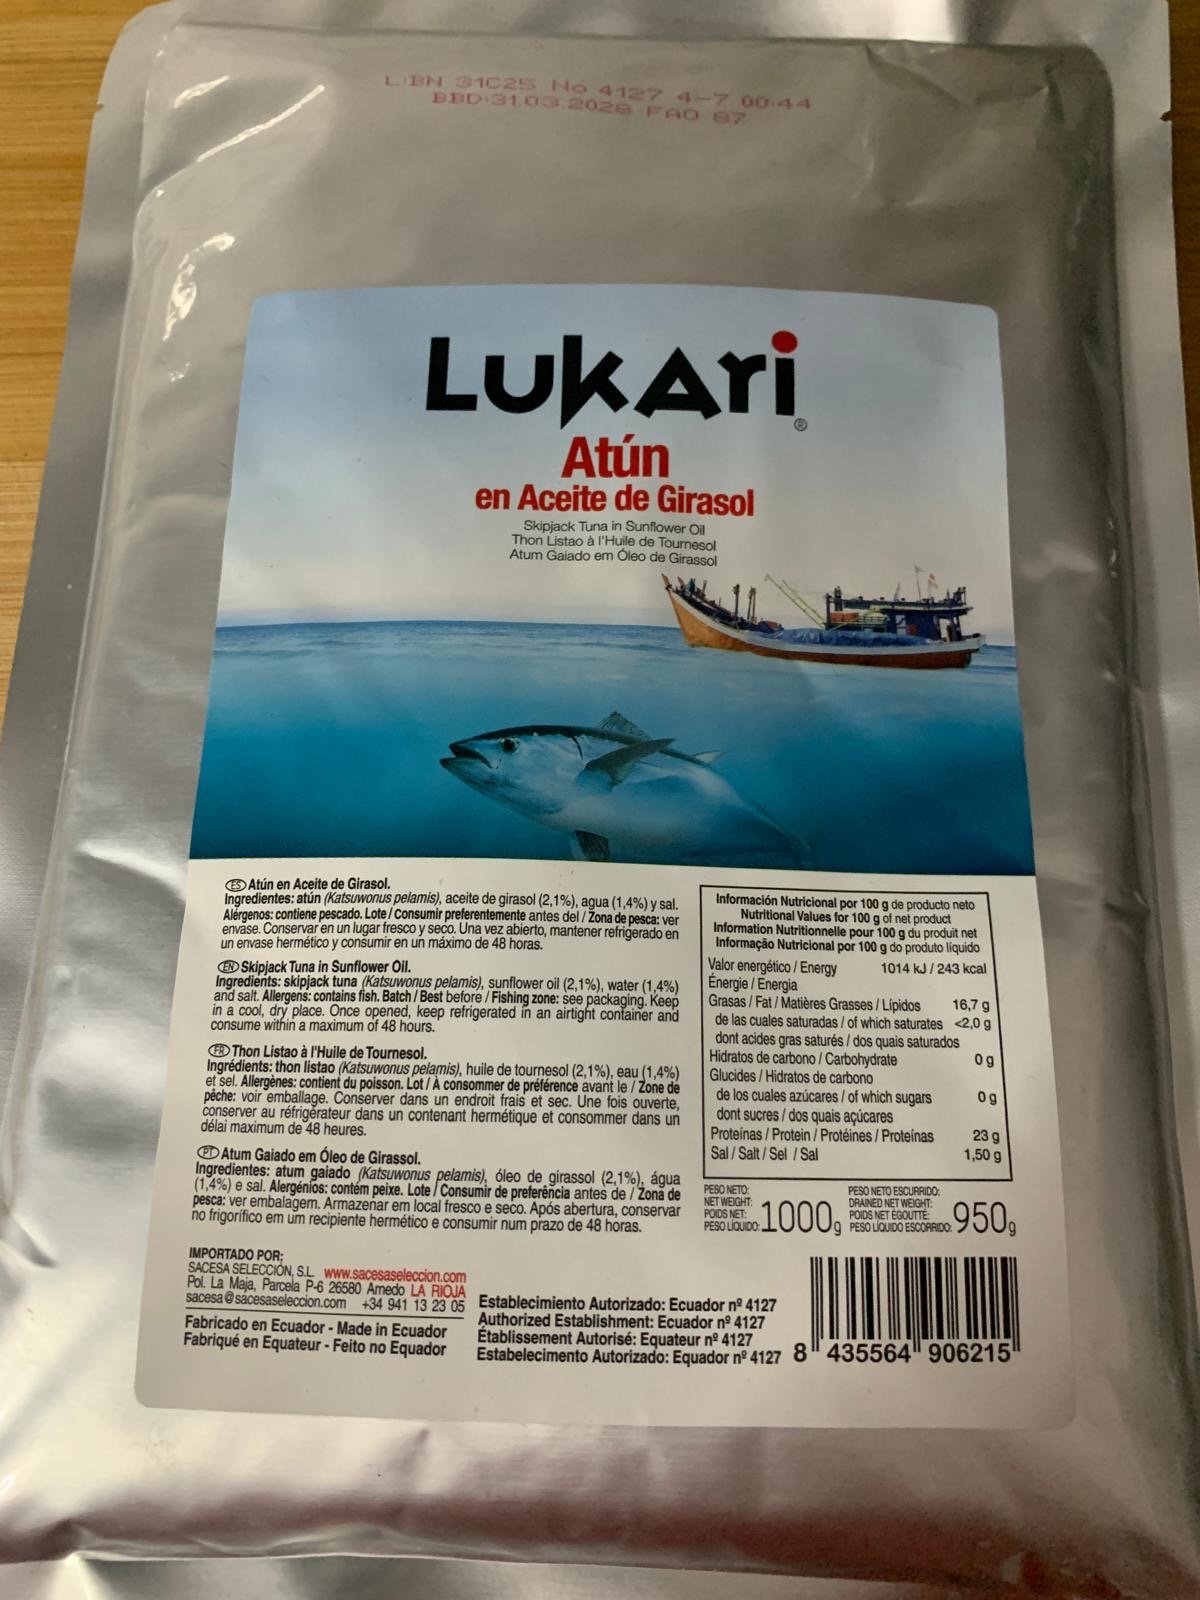 L:BN 31C25 No 4127 4-7 00:44
BBD:31.03.2028 FAO 87
Lukari
®
Atún
en Aceite de Girasol
Skipjack Tuna in Sunflower Oil
Thon Listao à l'Huile de Tournesol
Atum Gaiado em Óleo de Girassol
ES Atún en Aceite de Girasol.
Ingredientes: atún (Katsuwonus pelamis), aceite de girasol (2,1%), agua (1,4%) y sal.
Alérgenos: contiene pescado. Lote / Consumir preferentemente antes del / Zona de pesca: ver
envase. Conservar en un lugar fresco y seco. Una vez abierto, mantener refrigerado en
un envase hermético y consumir en un máximo de 48 horas.
EN Skipjack Tuna in Sunflower Oil.
Ingredients: skipjack tuna (Katsuwonus pelamis), sunflower oil (2,1%), water (1,4%)
and salt. Allergens: contains fish. Batch / Best before / Fishing zone: see packaging. Keep
in a cool, dry place. Once opened, keep refrigerated in an airtight container and
consume within a maximum of 48 hours.
FR Thon Listao à l'Huile de Tournesol.
Ingrédients: thon listao (Katsuwonus pelamis), huile de tournesol (2,1%), eau (1,4%)
et sel. Allergènes: contient du poisson. Lot / À consommer de préférence avant le / Zone de
pêche: voir emballage. Conserver dans un endroit frais et sec. Une fois ouverte,
conserver au réfrigérateur dans un contenant hermétique et consommer dans un
délai maximum de 48 heures.
PT Atum Gaiado em Óleo de Girassol.
Ingredientes: atum gaiado (Katsuwonus pelamis), óleo de girassol (2,1%), água
(1,4%) e sal. Alergénios: contém peixe. Lote / Consumir de preferência antes de / Zona de
pesca: ver embalagem. Armazenar em local fresco e seco. Após abertura, conservar
no frigorífico em um recipiente hermético e consumir num prazo de 48 horas.
Información Nutricional por 100 g de producto neto
Nutritional Values for 100 g of net product
Information Nutritionnelle pour 100 g du produit net
Informação Nutricional por 100 g do produto líquido
Valor energético / Energy 1014 kJ / 243 kcal
Énergie / Energia
Grasas / Fat / Matières Grasses / Lípidos 16,7 g
de las cuales saturadas / of which saturates <2,0 g
dont acides gras saturés / dos quais saturados
Hidratos de carbono / Carbohydrate 0 g
Glucides / Hidratos de carbono
de los cuales azúcares / of which sugars 0 g
dont sucres / dos quais açúcares
Proteínas / Protein / Protéines / Proteínas 23 g
Sal / Salt / Sel / Sal 1,50 g
PESO NETO:
NET WEIGHT:
POIDS NET:
PESO LÍQUIDO: 1000g
PESO NETO ESCURRIDO:
DRAINED NET WEIGHT:
POIDS NET ÉGOUTTÉ:
PESO LÍQUIDO ESCORRIDO: 950g
IMPORTADO POR:
SACESA SELECCIÓN, S.L. www.sacesaseleccion.com
Pol. La Maja, Parcela P-6 26580 Arnedo LA RIOJA
sacesa@sacesaseleccion.com +34 941 13 23 05
Fabricado en Ecuador - Made in Ecuador
Fabriqué en Equateur - Feito no Equador
Establecimiento Autorizado: Ecuador nº 4127
Authorized Establishment: Ecuador nº 4127
Établissement Autorisé: Equateur nº 4127
Estabelecimento Autorizado: Equador nº 4127
8 435564 906215